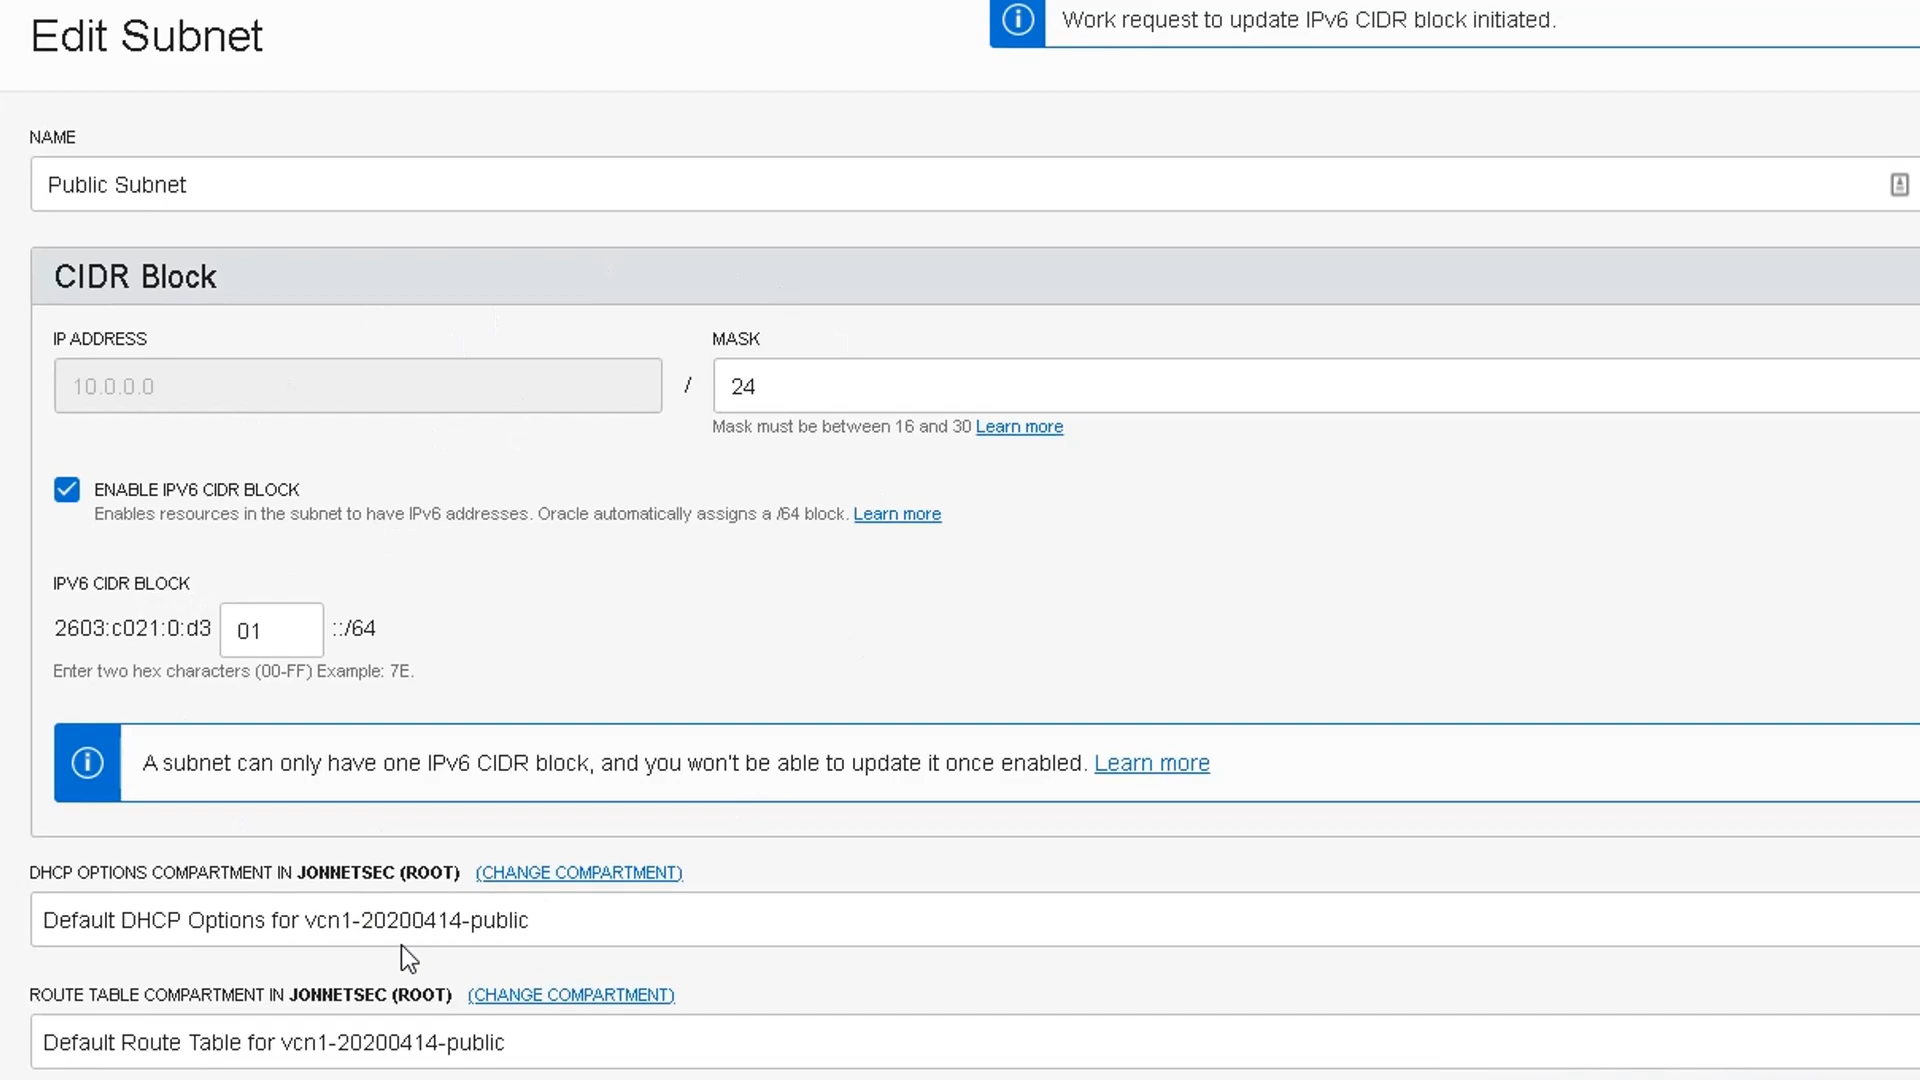 Edit Subnet
Work request to update IPv6 CIDR block initiated.
NAME
Public Subnet
CIDR Block
IP ADDRESS
MASK
10.0.0.0
/
24
Mask must be between 16 and 30 Learn more
ENABLE IPV6 CIDR BLOCK
Enables resources in the subnet to have IPv6 addresses. Oracle automatically assigns a /64 block. Learn more
IPV6 CIDR BLOCK
2603:c021:0:d3 01 ::/64
Enter two hex characters (00-FF) Example: 7E.
A subnet can only have one IPv6 CIDR block, and you won't be able to update it once enabled. Learn more
DHCP OPTIONS COMPARTMENT IN JONNETSEC (ROOT) (CHANGE COMPARTMENT)
Default DHCP Options for vcn1-20200414-public
ROUTE TABLE COMPARTMENT IN JONNETSEC (ROOT) (CHANGE COMPARTMENT)
Default Route Table for vcn1-20200414-public